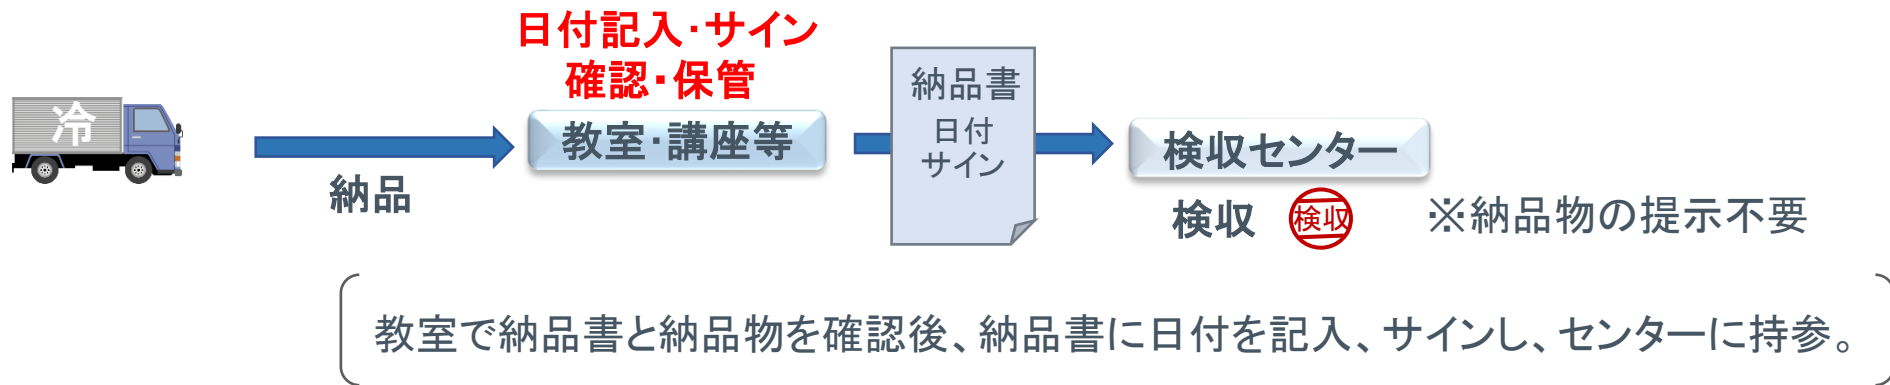 日付記入・サイン
確認・保管
冷
納品
教室・講座等
納品書
日付
サイン
検収センター
検収
検収
※納品物の提示不要
教室で納品書と納品物を確認後、納品書に日付を記入、サインし、センターに持参。